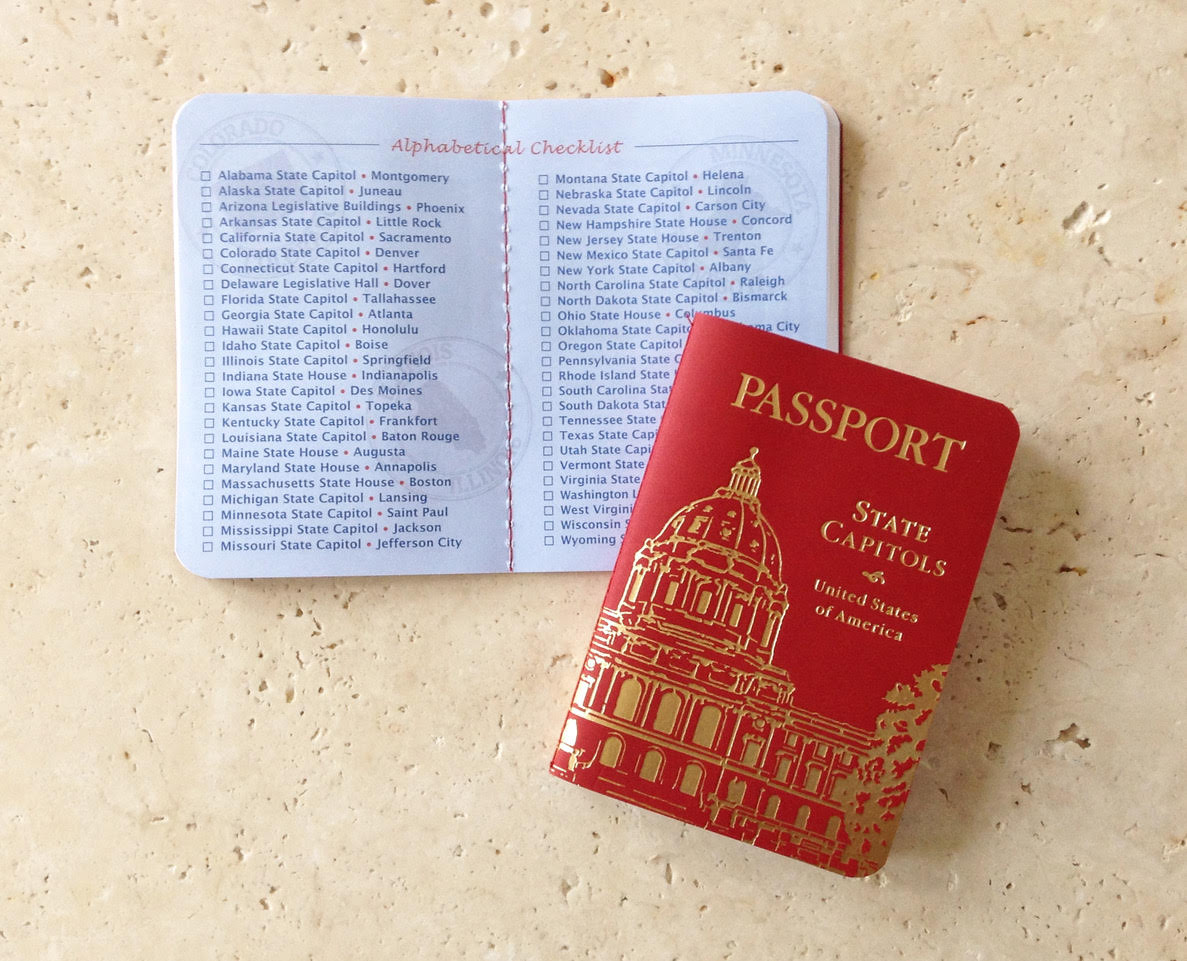 COLORADO
MINNESOTA
Alphabetical Checklist
☐ Alabama State Capitol • Montgomery
☐ Alaska State Capitol • Juneau
☐ Arizona Legislative Buildings • Phoenix
☐ Arkansas State Capitol • Little Rock
☐ California State Capitol • Sacramento
☐ Colorado State Capitol • Denver
☐ Connecticut State Capitol • Hartford
☐ Delaware Legislative Hall • Dover
☐ Florida State Capitol • Tallahassee
☐ Georgia State Capitol • Atlanta
☐ Hawaii State Capitol • Honolulu
☐ Idaho State Capitol • Boise
☐ Illinois State Capitol • Springfield
☐ Indiana State House • Indianapolis
☐ Iowa State Capitol • Des Moines
☐ Kansas State Capitol • Topeka
☐ Kentucky State Capitol • Frankfort
☐ Louisiana State Capitol • Baton Rouge
☐ Maine State House • Augusta
☐ Maryland State House • Annapolis
☐ Massachusetts State House • Boston
☐ Michigan State Capitol • Lansing
☐ Minnesota State Capitol • Saint Paul
☐ Mississippi State Capitol • Jackson
☐ Missouri State Capitol • Jefferson City
ILLINOIS
☐ Montana State Capitol • Helena
☐ Nebraska State Capitol • Lincoln
☐ Nevada State Capitol • Carson City
☐ New Hampshire State House • Concord
☐ New Jersey State House • Trenton
☐ New Mexico State Capitol • Santa Fe
☐ New York State Capitol • Albany
☐ North Carolina State Capitol • Raleigh
☐ North Dakota State Capitol • Bismarck
☐ Ohio State House • Columbus
☐ Oklahoma State Capitol City
☐ Oregon State Capitol
☐ Pennsylvania State
☐ Rhode Island State
☐ South Carolina State
☐ South Dakota State
☐ Tennessee State
☐ Texas State
☐ Utah State
☐ Vermont State
☐ Virginia State
☐ Washington
☐ West Virginia
☐ Wisconsin
☐ Wyoming
PASSPORT
STATE
CAPITOLS
United States
of America